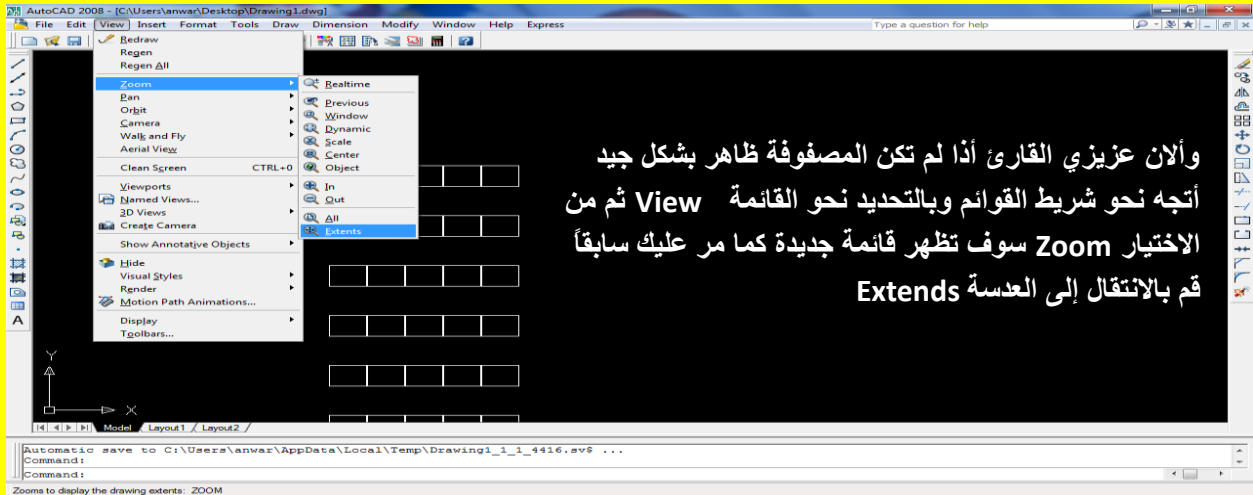 AutoCAD 2008 - [C:\Users\anwar\Desktop\Drawing1.dwg]
File Edit View Insert Format Tools Draw Dimension Modify Window Help Express Type a question for help
Redraw
Regen
Regen All
Zoom
Pan
Orbit
Camera
Walk and Fly
Aerial View
Clean Screen CTRL+0
Viewports
Named Views...
3D Views
Create Camera
Show Annotative Objects
Hide
Visual Styles
Render
Motion Path Animations...
Display
Toolbars...
Realtime
Previous
Window
Dynamic
Scale
Center
Object
In
Out
All
Extents
وألان عزيزي القارئ أذا لم تكن المصفوفة ظاهر بشكل جيد
أتجه نحو شريط القوائم وبالتحديد نحو القائمة View ثم من
الاختيار Zoom سوف تظهر قائمة جديدة كما مر عليك سابقاً
قم بالانتقال إلى العدسة Extends
A
Y
X
Model Layout1 Layout2
Automatic save to C:\Users\anwar\AppData\Local\Temp\Drawing1_1_1_4416.sv$ ...
Command:
Command:
Zooms to display the drawing extents: ZOOM